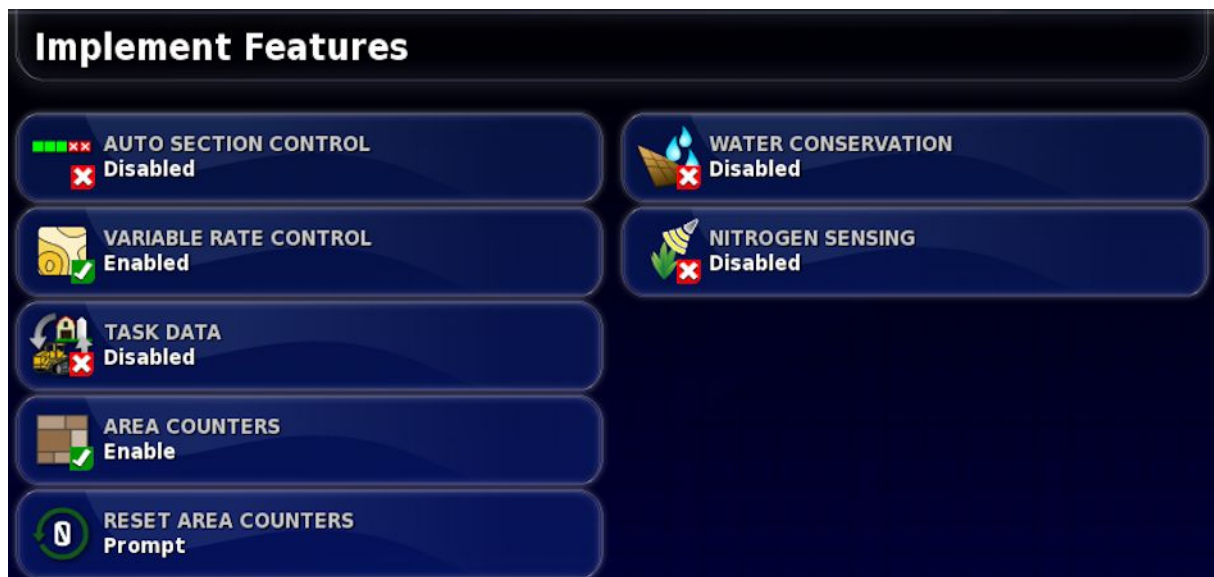 Implement Features
AUTO SECTION CONTROL
Disabled
VARIABLE RATE CONTROL
Enabled
TASK DATA
Disabled
AREA COUNTERS
Enable
RESET AREA COUNTERS
Prompt
WATER CONSERVATION
Disabled
NITROGEN SENSING
Disabled
0